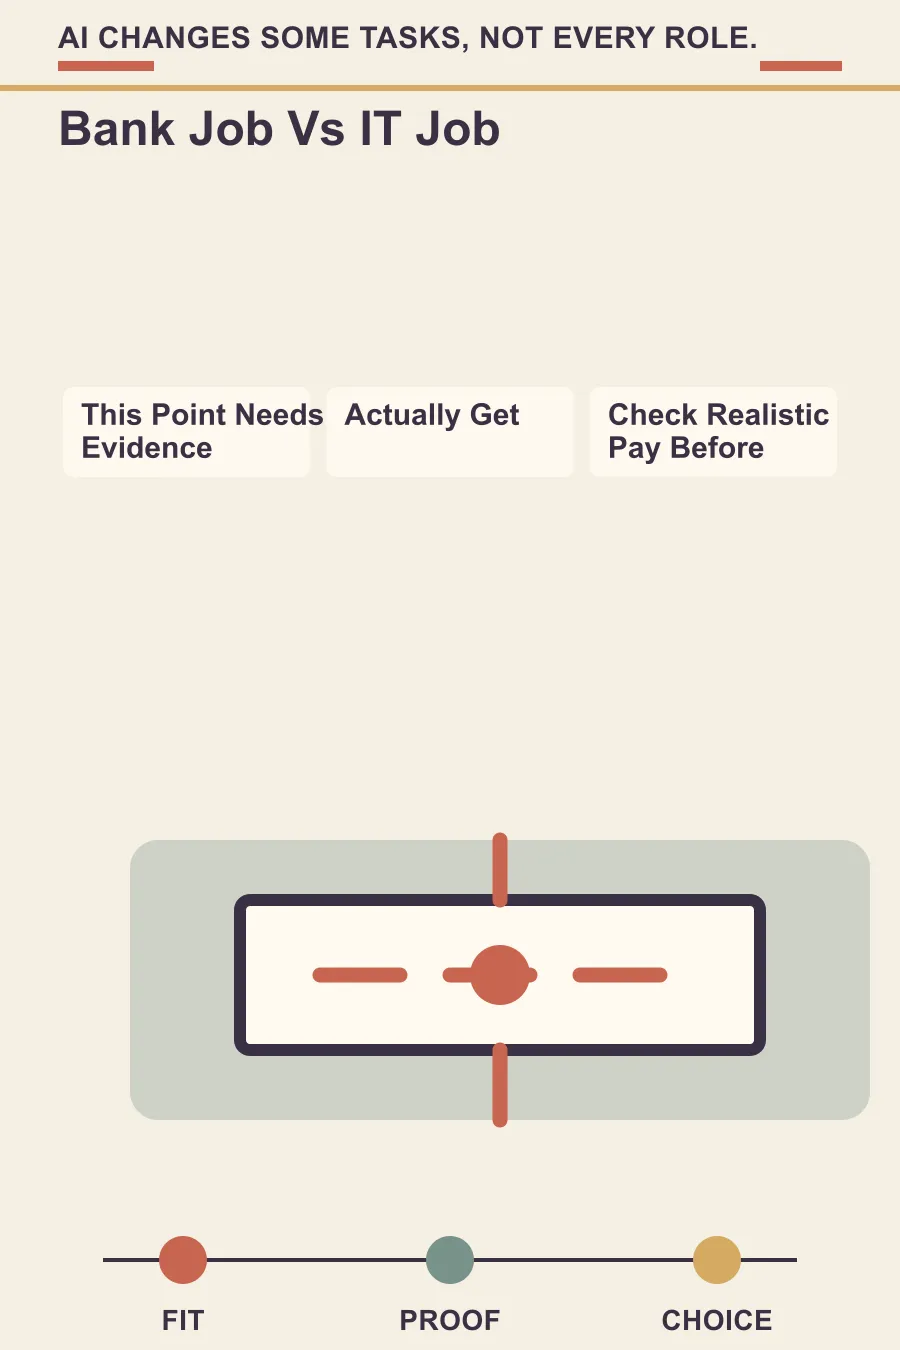 AI CHANGES SOME TASKS, NOT EVERY ROLE.
Bank Job Vs IT Job
This Point Needs
Evidence
Actually Get
Check Realistic
Pay Before
FIT
PROOF
CHOICE